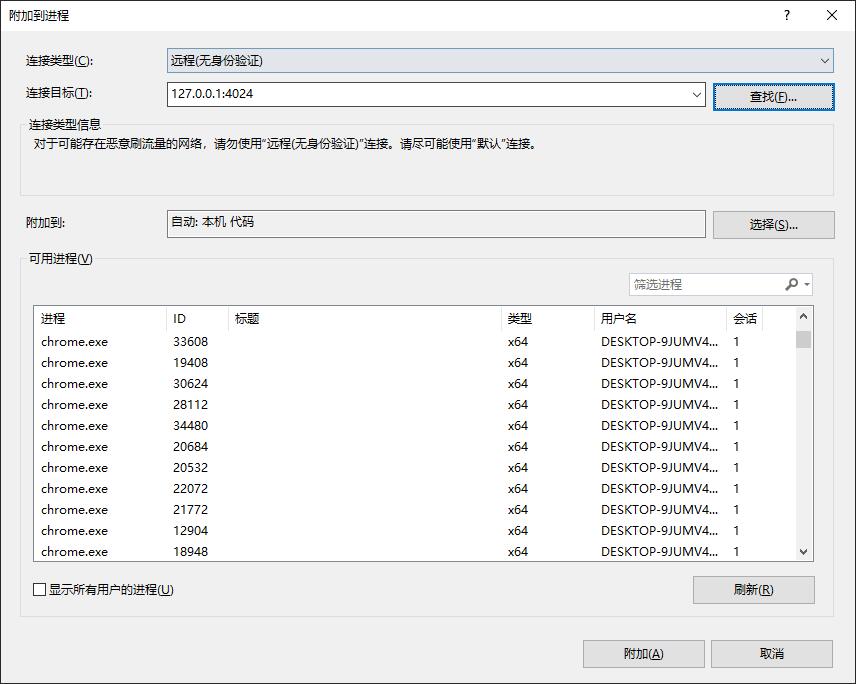 附加到进程
?
连接类型(C):
远程(无身份验证)
连接目标(T):
127.0.0.1:4024
查找(F)...
连接类型信息
对于可能存在恶意刷流量的网络，请勿使用“远程(无身份验证)”连接。请尽可能使用“默认”连接。
附加到:
自动: 本机 代码
选择(S)...
可用进程(V)
筛选进程
进程 ID 标题 类型 用户名 会话
chrome.exe 33608 x64 DESKTOP-9JUMV4... 1
chrome.exe 19408 x64 DESKTOP-9JUMV4... 1
chrome.exe 30624 x64 DESKTOP-9JUMV4... 1
chrome.exe 28112 x64 DESKTOP-9JUMV4... 1
chrome.exe 34480 x64 DESKTOP-9JUMV4... 1
chrome.exe 20684 x64 DESKTOP-9JUMV4... 1
chrome.exe 20532 x64 DESKTOP-9JUMV4... 1
chrome.exe 22072 x64 DESKTOP-9JUMV4... 1
chrome.exe 21772 x64 DESKTOP-9JUMV4... 1
chrome.exe 12904 x64 DESKTOP-9JUMV4... 1
chrome.exe 18948 x64 DESKTOP-9JUMV4... 1
显示所有用户的进程(U)
刷新(R)
附加(A)
取消